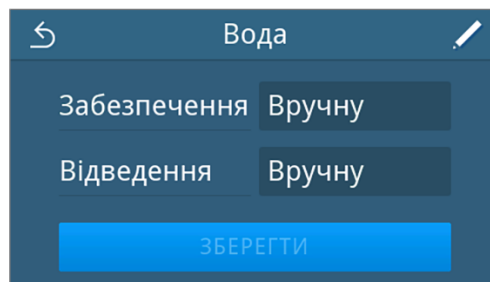 Вода
Забезпечення Вручну
Відведення Вручну
ЗБЕРЕГТИ